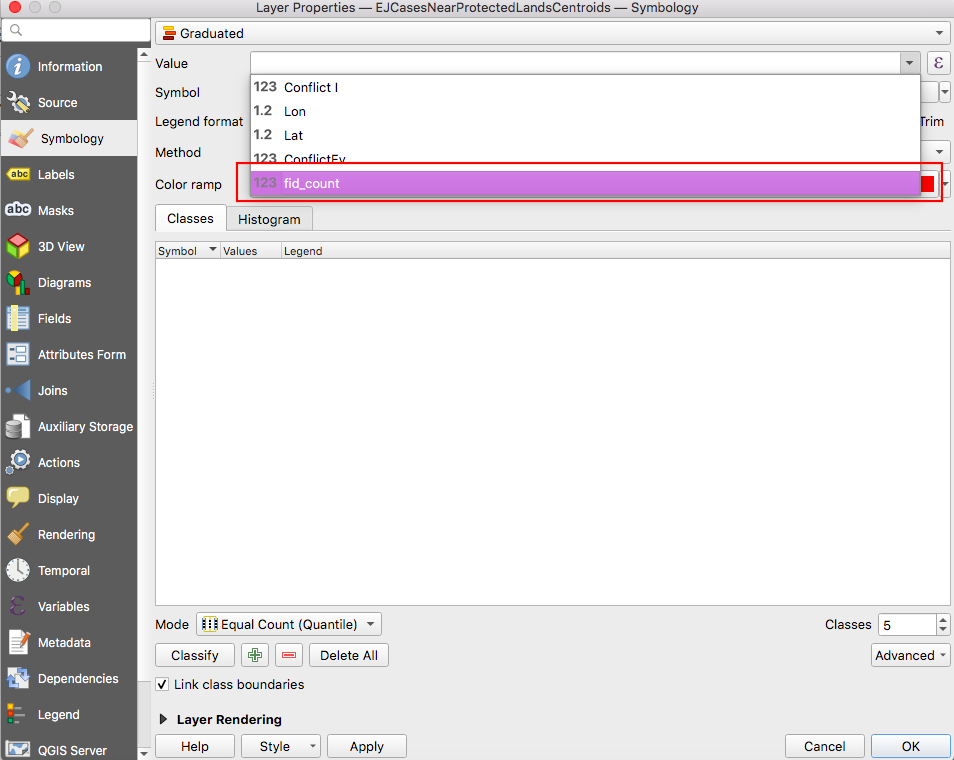 Layer Properties — EJCasesNearProtectedLandsCentroids — Symbology
Information
Source
Symbology
abc Labels
abc Masks
3D View
Diagrams
Fields
Attributes Form
Joins
Auxiliary Storage
Actions
Display
Rendering
Temporal
ε Variables
Metadata
Dependencies
Legend
QGIS Server
Graduated
Value
ε
Symbol
Legend format
Trim
Method
Color ramp
123 Conflict I
1.2 Lon
1.2 Lat
123 ConflictEv
123 fid_count
Classes Histogram
Symbol Values Legend
Mode Equal Count (Quantile) Classes 5
Classify Delete All Advanced
Link class boundaries
Layer Rendering
Help Style Apply Cancel OK